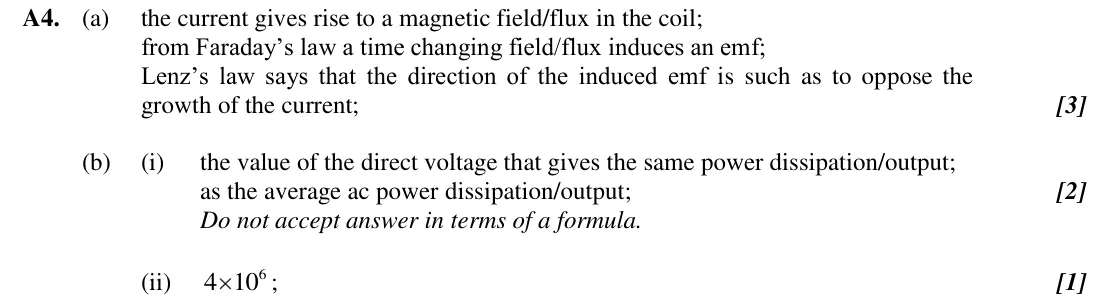 A4. (a) the current gives rise to a magnetic field/flux in the coil;
from Faraday's law a time changing field/flux induces an emf;
Lenz's law says that the direction of the induced emf is such as to oppose the
growth of the current; [3]
(b) (i) the value of the direct voltage that gives the same power dissipation/output;
as the average ac power dissipation/output; [2]
Do not accept answer in terms of a formula.
(ii) 4×10⁶; [1]